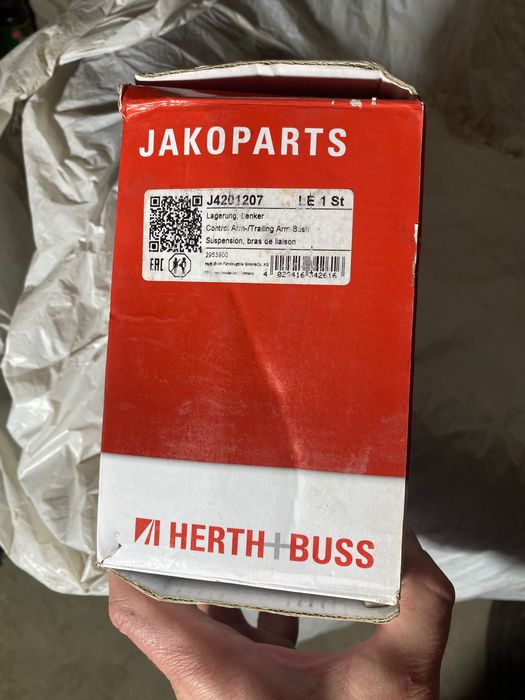 JAKOPARTS
J4201207 LE 1 St
Lagerung, Lenker
Control Arm-/Trailing Arm Bush
Suspension, bras de liaison
2953900
EAC
4 029416 342616
HERTH+BUSS